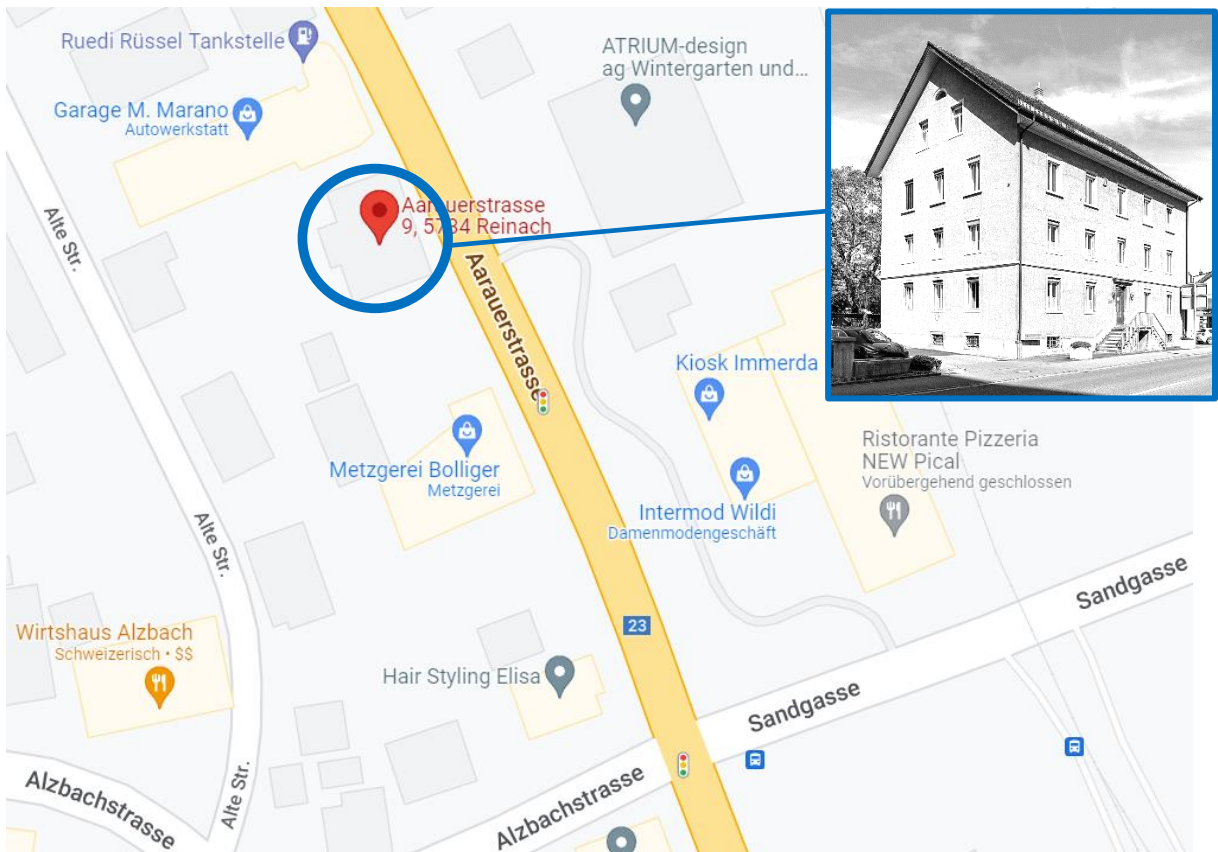 Ruedi Rüssel Tankstelle
ATRIUM-design
ag Wintergarten und...
Garage M. Marano
Autowerkstatt
Alte Str.
Aarauerstrasse
9, 5734 Reinach
Aarauerstrasse
Kiosk Immerda
Metzgerei Bolliger
Metzgerei
Ristorante Pizzeria
NEW Pical
Vorübergehend geschlossen
Intermod Wildi
Damenmodengeschäft
Alte Str.
Sandgasse
23
Wirtshaus Alzbach
Schweizerisch • $$
Hair Styling Elisa
Sandgasse
Alzbachstrasse
Alte Str.
Alzbachstrasse